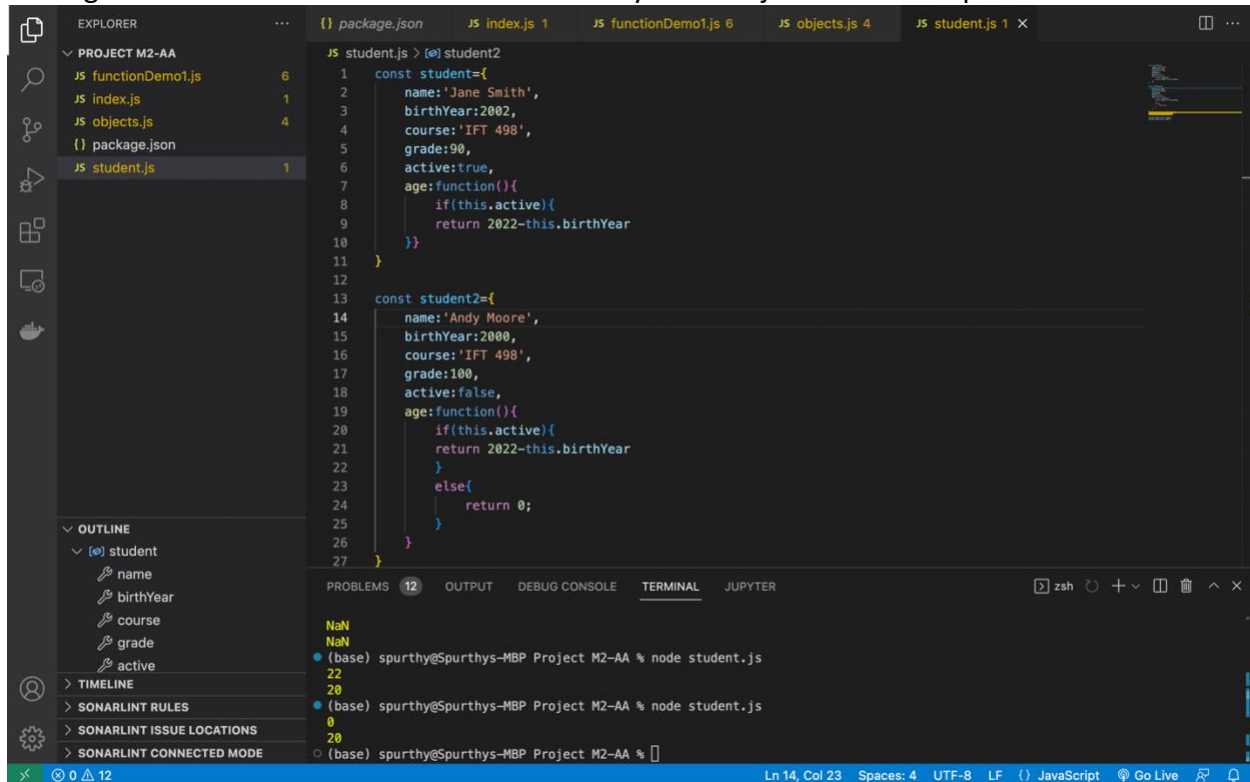 EXPLORER ...
PROJECT M2-AA
JS functionDemo1.js 6
JS index.js 1
JS objects.js 4
{} package.json
JS student.js 1
OUTLINE
student
name
birthYear
course
grade
active
TIMELINE
SONARLINT RULES
SONARLINT ISSUE LOCATIONS
SONARLINT CONNECTED MODE
{} package.json JS index.js 1 JS functionDemo1.js 6 JS objects.js 4 JS student.js 1 ×
JS student.js > student2
1 const student={
2 name:'Jane Smith',
3 birthYear:2002,
4 course:'IFT 498',
5 grade:90,
6 active:true,
7 age:function(){
8 if(this.active){
9 return 2022-this.birthYear
10 }}
11 }
12
13 const student2={
14 name:'Andy Moore',
15 birthYear:2000,
16 course:'IFT 498',
17 grade:100,
18 active:false,
19 age:function(){
20 if(this.active){
21 return 2022-this.birthYear
22 }
23 else{
24 return 0;
25 }
26 }
27 }
PROBLEMS 12 OUTPUT DEBUG CONSOLE TERMINAL JUPYTER zsh
NaN
NaN
(base) spurthy@Spurthys-MBP Project M2-AA % node student.js
22
20
(base) spurthy@Spurthys-MBP Project M2-AA % node student.js
0
20
(base) spurthy@Spurthys-MBP Project M2-AA %
0 12 Ln 14, Col 23 Spaces: 4 UTF-8 LF {} JavaScript Go Live